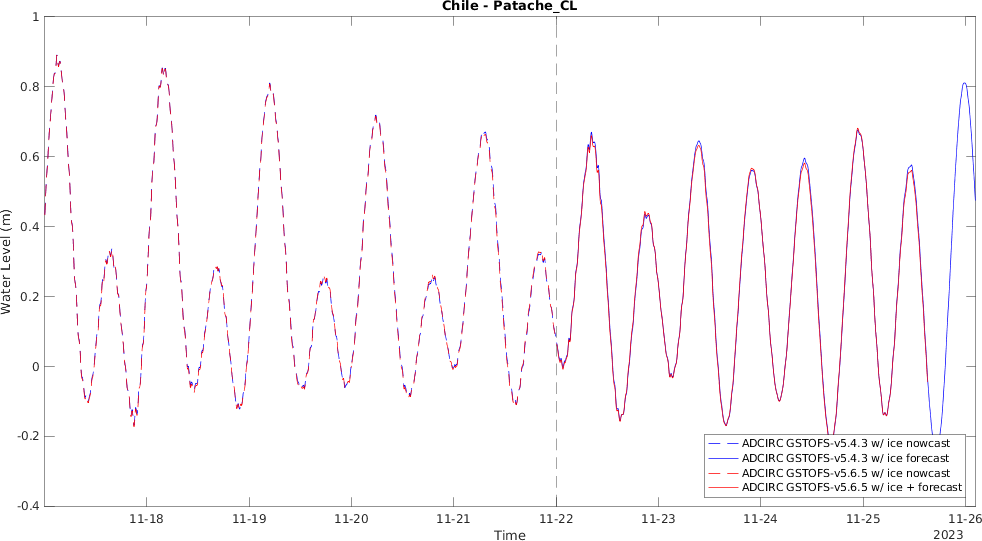 Chile - Patache_CL
Water Level (m)
1
0.8
0.6
0.4
0.2
0
-0.2
-0.4
ADCIRC GSTOFS-v5.4.3 w/ ice nowcast
ADCIRC GSTOFS-v5.4.3 w/ ice forecast
ADCIRC GSTOFS-v5.6.5 w/ ice nowcast
ADCIRC GSTOFS-v5.6.5 w/ ice + forecast
11-18 11-19 11-20 11-21 11-22 11-23 11-24 11-25 11-26
Time
2023